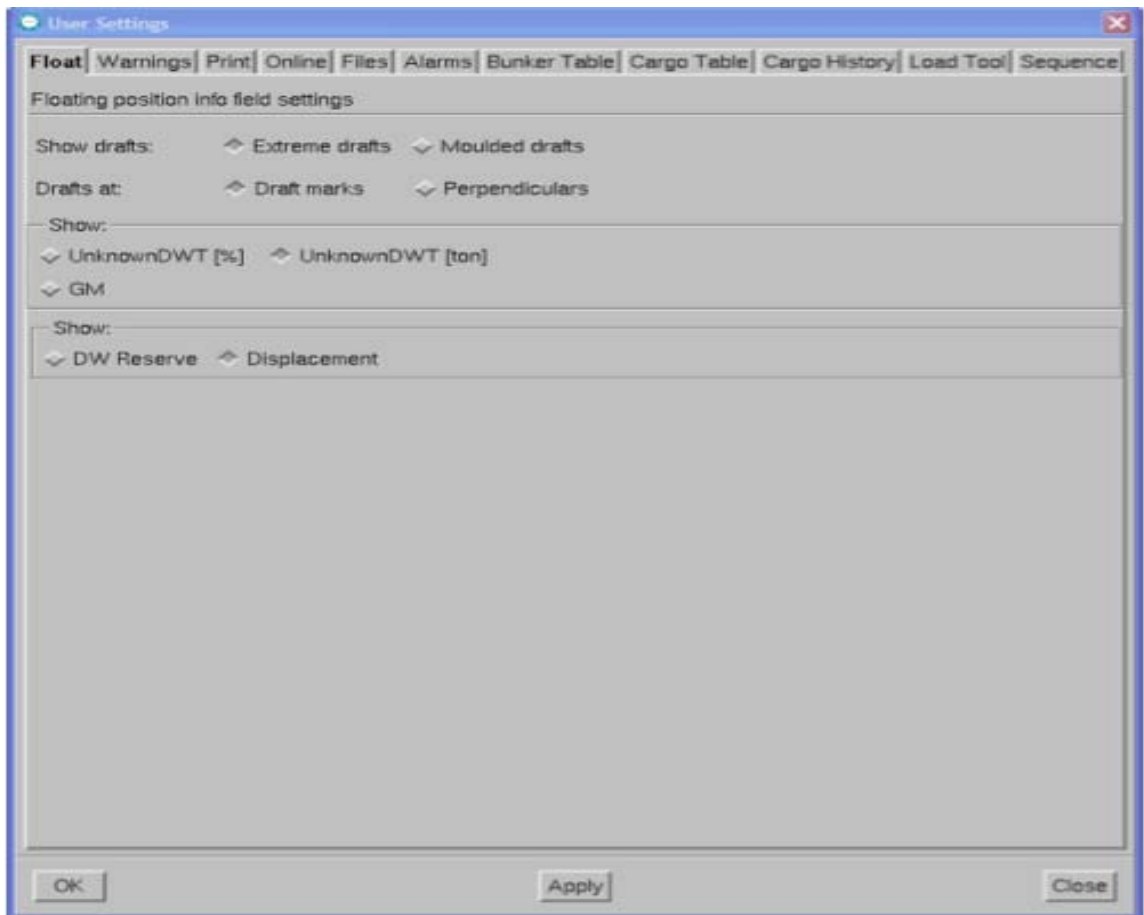 User Settings
Float Warnings Print Online Files Alarms Bunker Table Cargo Table Cargo History Load Tool Sequence
Floating position info field settings
Show drafts: Extreme drafts Moulded drafts
Drafts at: Draft marks Perpendiculars
Show:
UnknownDWT [%] UnknownDWT [ton]
GM
Show:
DW Reserve Displacement
OK Apply Close